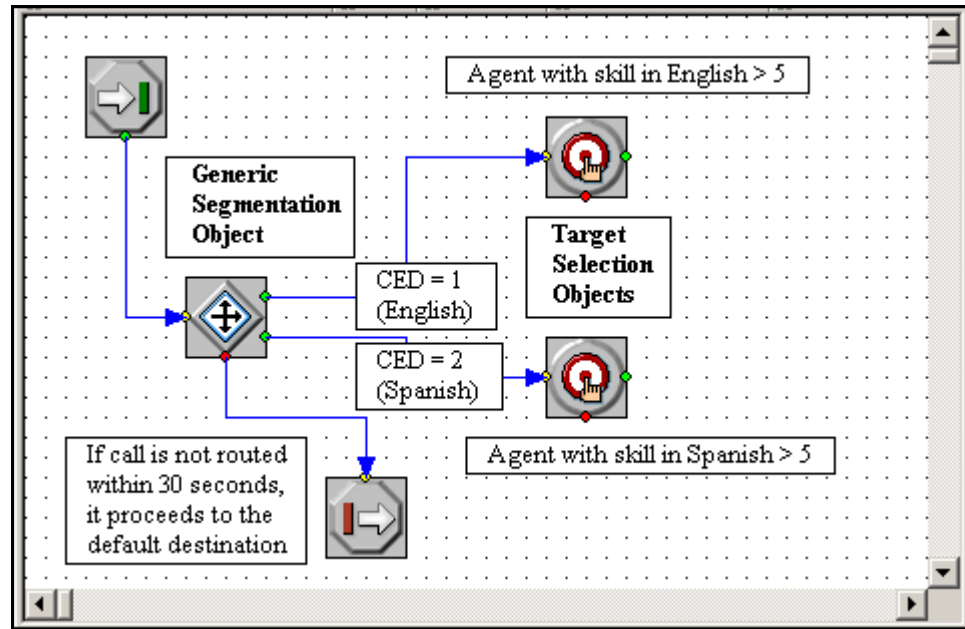 Agent with skill in English > 5
Generic
Segmentation
Object
Target
Selection
Objects
CED = 1
(English)
CED = 2
(Spanish)
If call is not routed
within 30 seconds,
it proceeds to the
default destination
Agent with skill in Spanish > 5